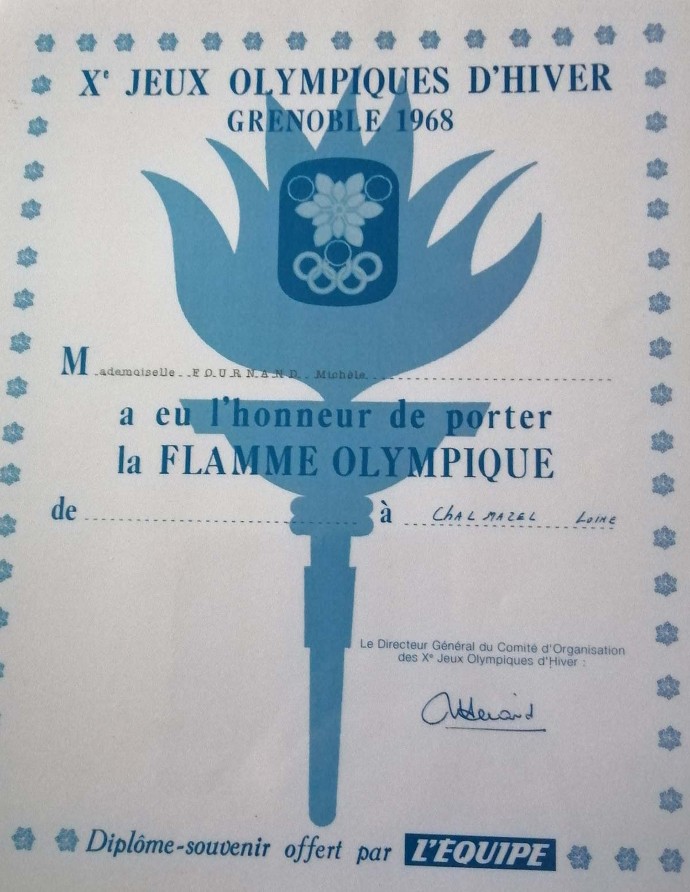 Xe JEUX OLYMPIQUES D'HIVER
GRENOBLE 1968
Mademoiselle FOURNAND Michèle
a eu l'honneur de porter
la FLAMME OLYMPIQUE
de à ChALMAZEL LoiRE
Le Directeur Général du Comité d'Organisation
des Xe Jeux Olympiques d'Hiver :
Diplôme-souvenir offert par L'ÉQUIPE